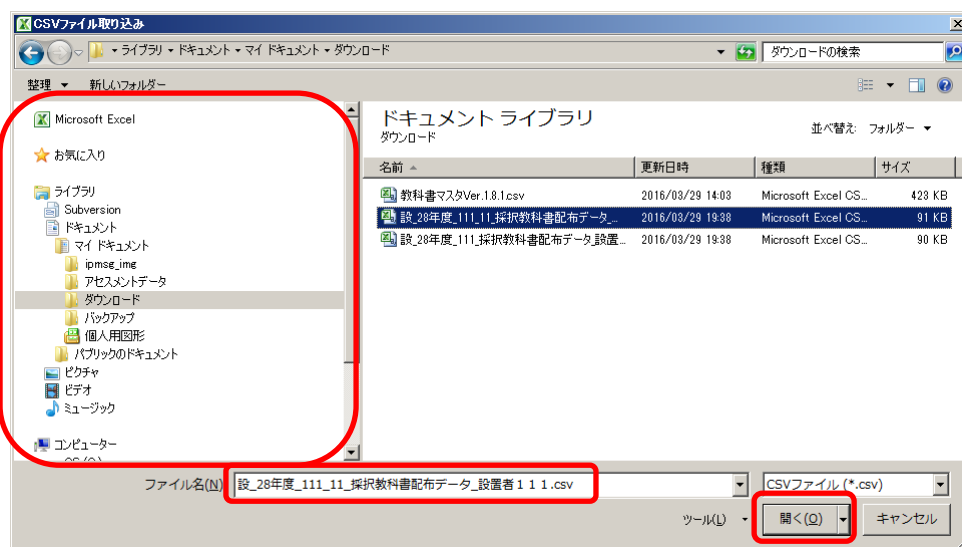 CSVファイル取り込み
ライブラリ ▾ ドキュメント ▾ マイ ドキュメント ▾ ダウンロード
ダウンロードの検索
整理 ▼ 新しいフォルダー
Microsoft Excel
お気に入り
ライブラリ
Subversion
ドキュメント
マイ ドキュメント
ipmsg_img
アセスメントデータ
ダウンロード
バックアップ
個人用図形
パブリックのドキュメント
ピクチャ
ビデオ
ミュージック
コンピューター
ドキュメント ライブラリ
ダウンロード
並べ替え: フォルダー ▼
名前 更新日時 種類 サイズ
教科書マスタVer.1.8.1.csv 2016/03/29 14:03 Microsoft Excel CS... 423 KB
設_28年度_111_11_採択教科書配布データ_... 2016/03/29 19:38 Microsoft Excel CS... 91 KB
設_28年度_111_採択教科書配布データ_設置... 2016/03/29 19:38 Microsoft Excel CS... 90 KB
ファイル名(N) 設_28年度_111_11_採択教科書配布データ_設置者111.csv CSVファイル (*.csv)
ツール(L) 開く(O) キャンセル